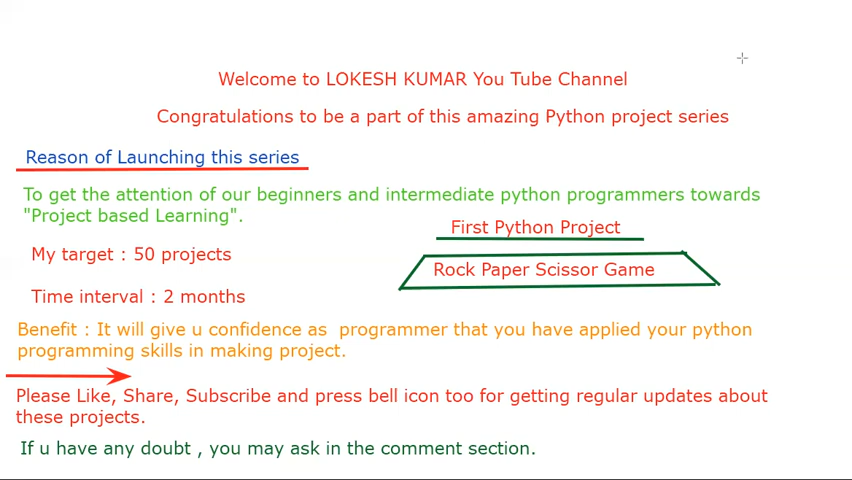 Welcome to LOKESH KUMAR You Tube Channel
Congratulations to be a part of this amazing Python project series
Reason of Launching this series
To get the attention of our beginners and intermediate python programmers towards
"Project based Learning".
First Python Project
My target : 50 projects
Rock Paper Scissor Game
Time interval : 2 months
Benefit : It will give u confidence as  programmer that you have applied your python
programming skills in making project.
Please Like, Share, Subscribe and press bell icon too for getting regular updates about
these projects.
If u have any doubt , you may ask in the comment section.